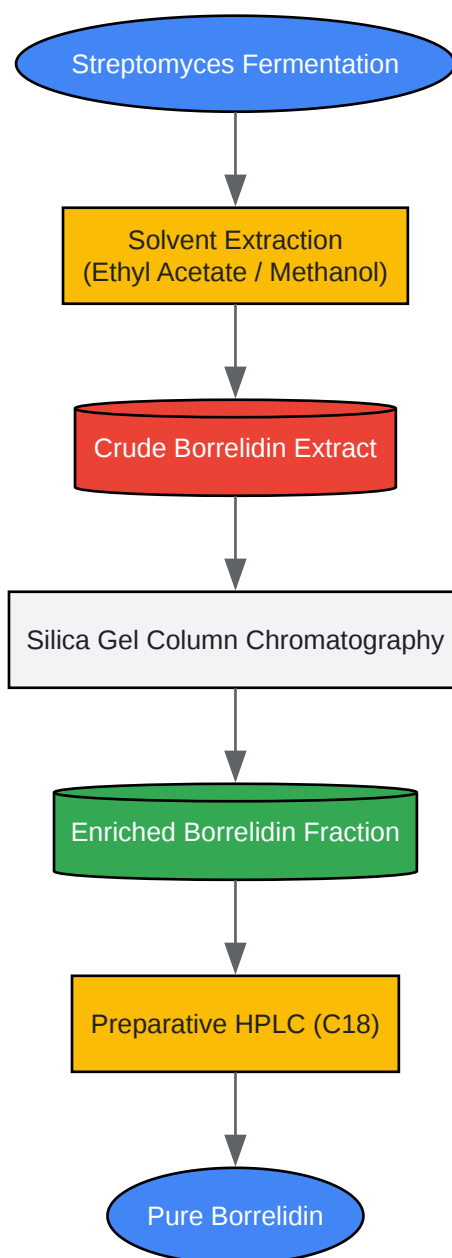 Streptomyces Fermentation
Solvent Extraction
(Ethyl Acetate / Methanol)
Crude Borrelidin Extract
Silica Gel Column Chromatography
Enriched Borrelidin Fraction
Preparative HPLC (C18)
Pure Borrelidin